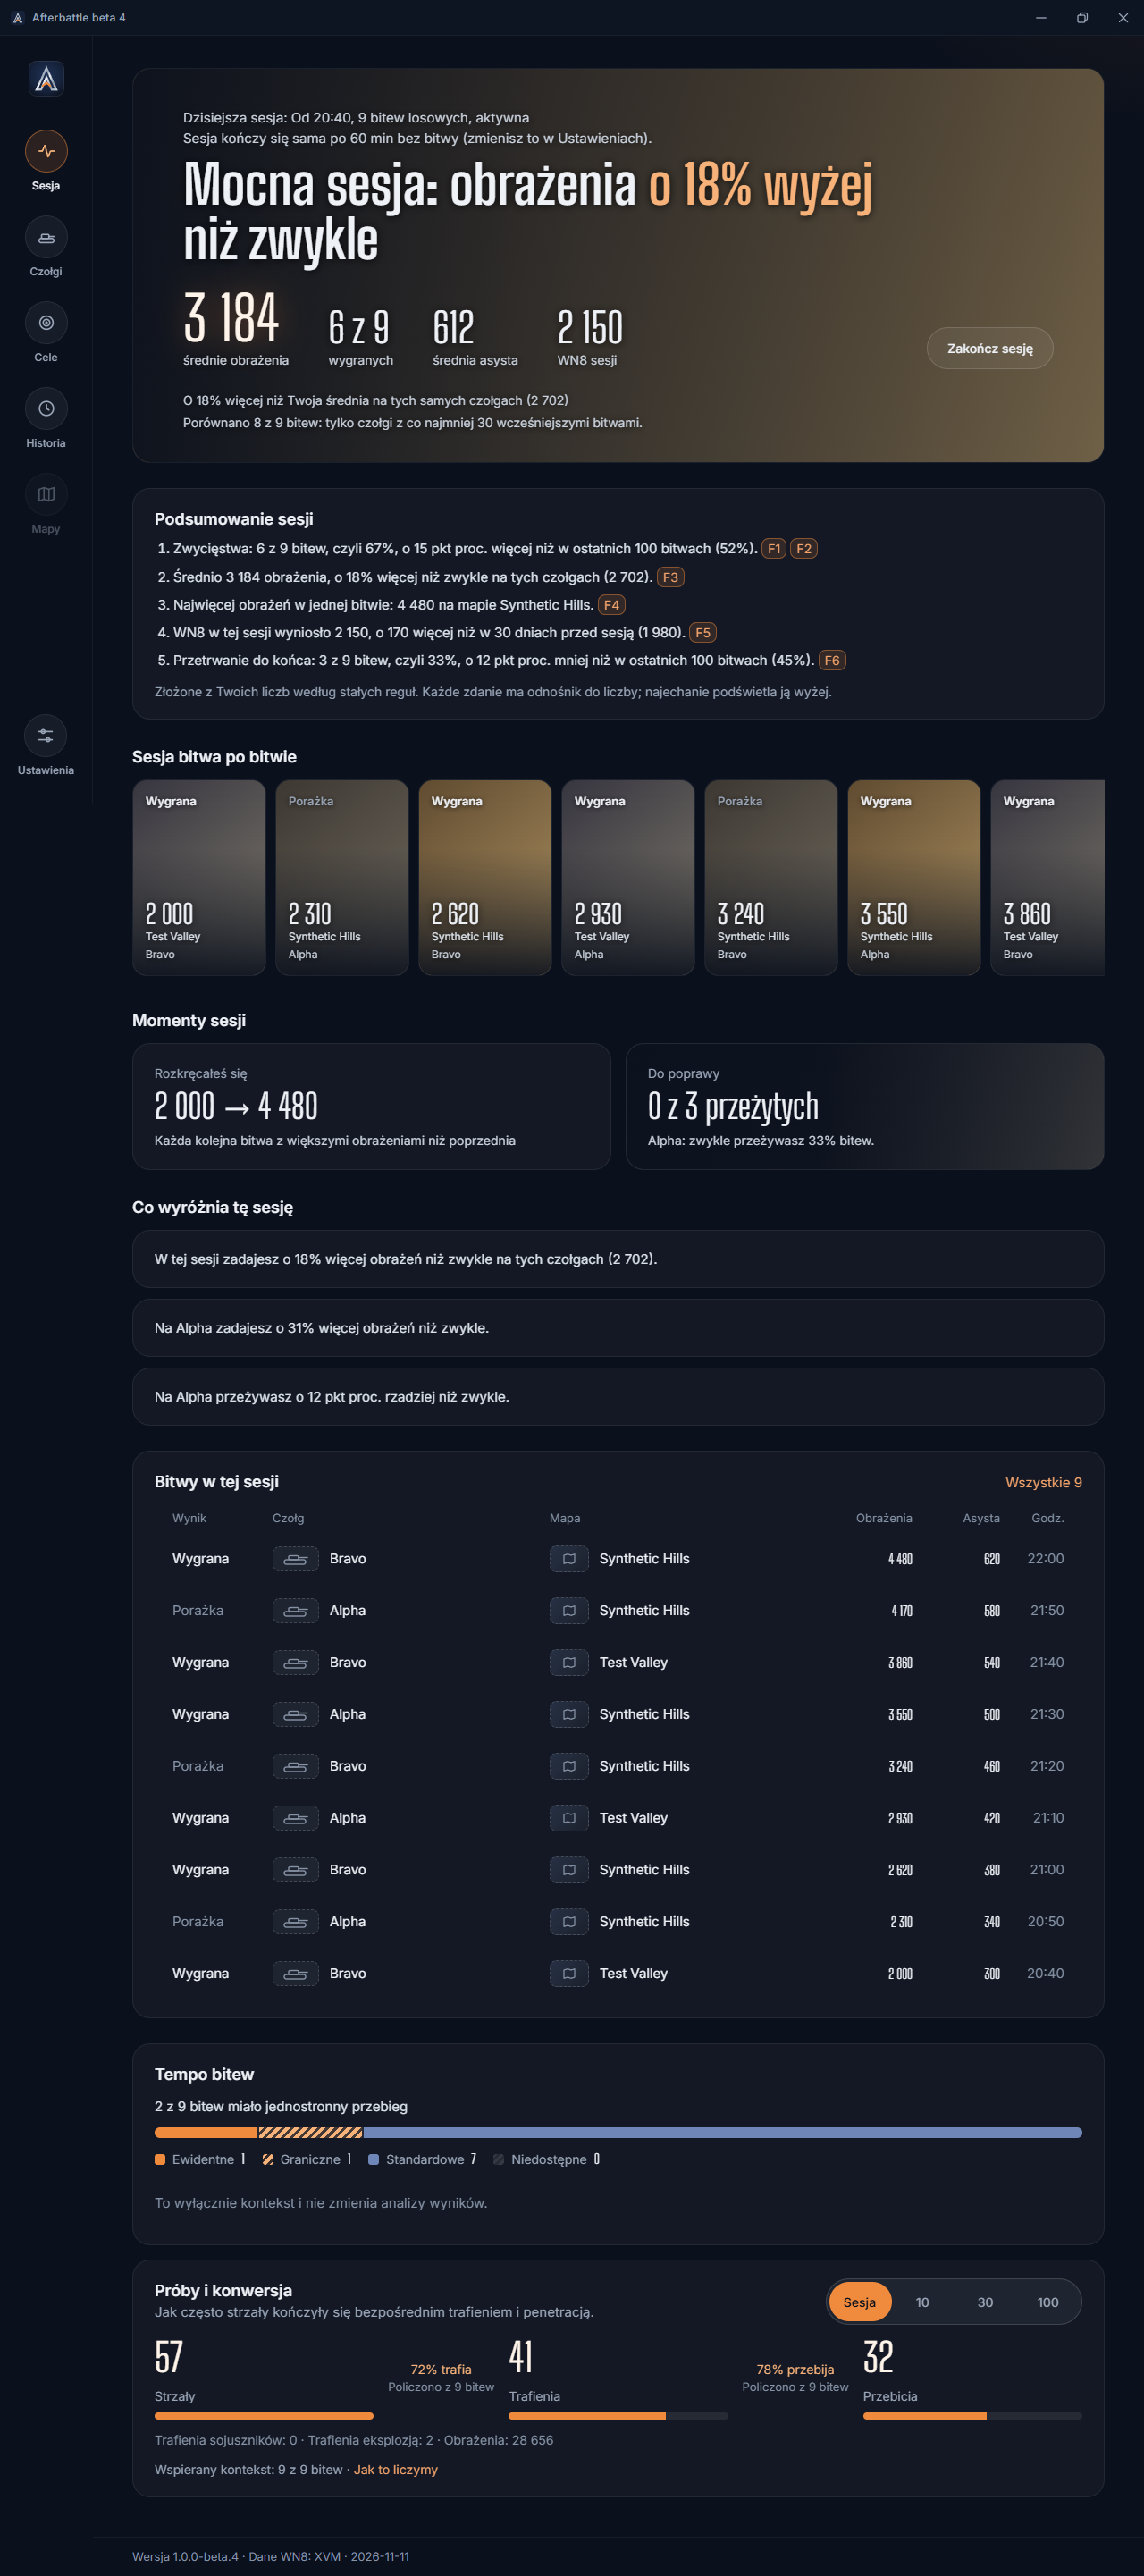 Afterbattle beta 4
Sesja
Czołgi
Cele
Historia
Mapy
Ustawienia
Dzisiejsza sesja: Od 20:40, 9 bitew losowych, aktywna
Sesja kończy się sama po 60 min bez bitwy (zmienisz to w Ustawieniach).
Mocna sesja: obrażenia o 18% wyżej
niż zwykle
3 184
średnie obrażenia
6 z 9
wygranych
612
średnia asysta
2 150
WN8 sesji
Zakończ sesję
O 18% więcej niż Twoja średnia na tych samych czołgach (2 702)
Porównano 8 z 9 bitew: tylko czołgi z co najmniej 30 wcześniejszymi bitwami.
Podsumowanie sesji
1. Zwycięstwa: 6 z 9 bitew, czyli 67%, o 15 pkt proc. więcej niż w ostatnich 100 bitwach (52%). F1 F2
2. Średnio 3 184 obrażenia, o 18% więcej niż zwykle na tych czołgach (2 702). F3
3. Najwięcej obrażeń w jednej bitwie: 4 480 na mapie Synthetic Hills. F4
4. WN8 w tej sesji wyniosło 2 150, o 170 więcej niż w 30 dniach przed sesją (1 980). F5
5. Przetrwanie do końca: 3 z 9 bitew, czyli 33%, o 12 pkt proc. mniej niż w ostatnich 100 bitwach (45%). F6
Złożone z Twoich liczb według stałych reguł. Każde zdanie ma odnośnik do liczby; najechanie podświetla ją wyżej.
Sesja bitwa po bitwie
Wygrana
2 000
Test Valley
Bravo
Porażka
2 310
Synthetic Hills
Alpha
Wygrana
2 620
Synthetic Hills
Bravo
Wygrana
2 930
Test Valley
Alpha
Porażka
3 240
Synthetic Hills
Bravo
Wygrana
3 550
Synthetic Hills
Alpha
Wygrana
3 860
Test Valley
Bravo
Momenty sesji
Rozkręcałeś się
2 000 → 4 480
Każda kolejna bitwa z większymi obrażeniami niż poprzednia
Do poprawy
0 z 3 przeżytych
Alpha: zwykle przeżywasz 33% bitew.
Co wyróżnia tę sesję
W tej sesji zadajesz o 18% więcej obrażeń niż zwykle na tych czołgach (2 702).
Na Alpha zadajesz o 31% więcej obrażeń niż zwykle.
Na Alpha przeżywasz o 12 pkt proc. rzadziej niż zwykle.
Bitwy w tej sesji
Wszystkie 9
Wynik Czołg Mapa Obrażenia Asysta Godz.
Wygrana Bravo Synthetic Hills 4 480 620 22:00
Porażka Alpha Synthetic Hills 4 170 580 21:50
Wygrana Bravo Test Valley 3 860 540 21:40
Wygrana Alpha Synthetic Hills 3 550 500 21:30
Porażka Bravo Synthetic Hills 3 240 460 21:20
Wygrana Alpha Test Valley 2 930 420 21:10
Wygrana Bravo Synthetic Hills 2 620 380 21:00
Porażka Alpha Synthetic Hills 2 310 340 20:50
Wygrana Bravo Test Valley 2 000 300 20:40
Tempo bitew
2 z 9 bitew miało jednostronny przebieg
Ewidentne 1 Graniczne 1 Standardowe 7 Niedostępne 0
To wyłącznie kontekst i nie zmienia analizy wyników.
Próby i konwersja
Jak często strzały kończyły się bezpośrednim trafieniem i penetracją.
Sesja 10 30 100
57
Strzały
72% trafia
Policzono z 9 bitew
41
Trafienia
78% przebija
Policzono z 9 bitew
32
Przebicia
Trafienia sojuszników: 0 · Trafienia eksplozją: 2 · Obrażenia: 28 656
Wspierany kontekst: 9 z 9 bitew · Jak to liczymy
Wersja 1.0.0-beta.4 · Dane WN8: XVM · 2026-11-11